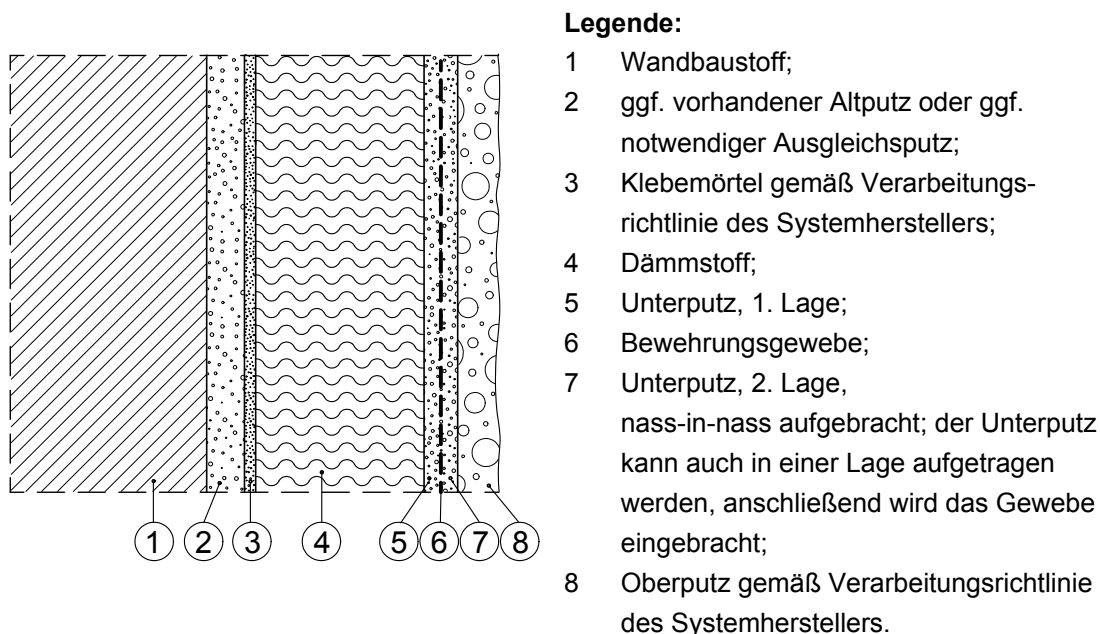 Legende:
1 Wandbaustoff;
2 ggf. vorhandener Altputz oder ggf.
notwendiger Ausgleichsputz;
3 Klebemörtel gemäß Verarbeitungs-
richtlinie des Systemherstellers;
4 Dämmstoff;
5 Unterputz, 1. Lage;
6 Bewehrungsgewebe;
7 Unterputz, 2. Lage,
nass-in-nass aufgebracht; der Unterputz
kann auch in einer Lage aufgetragen
werden, anschließend wird das Gewebe
eingebracht;
8 Oberputz gemäß Verarbeitungsrichtlinie
des Systemherstellers.
1 2 3 4 5 6 7 8